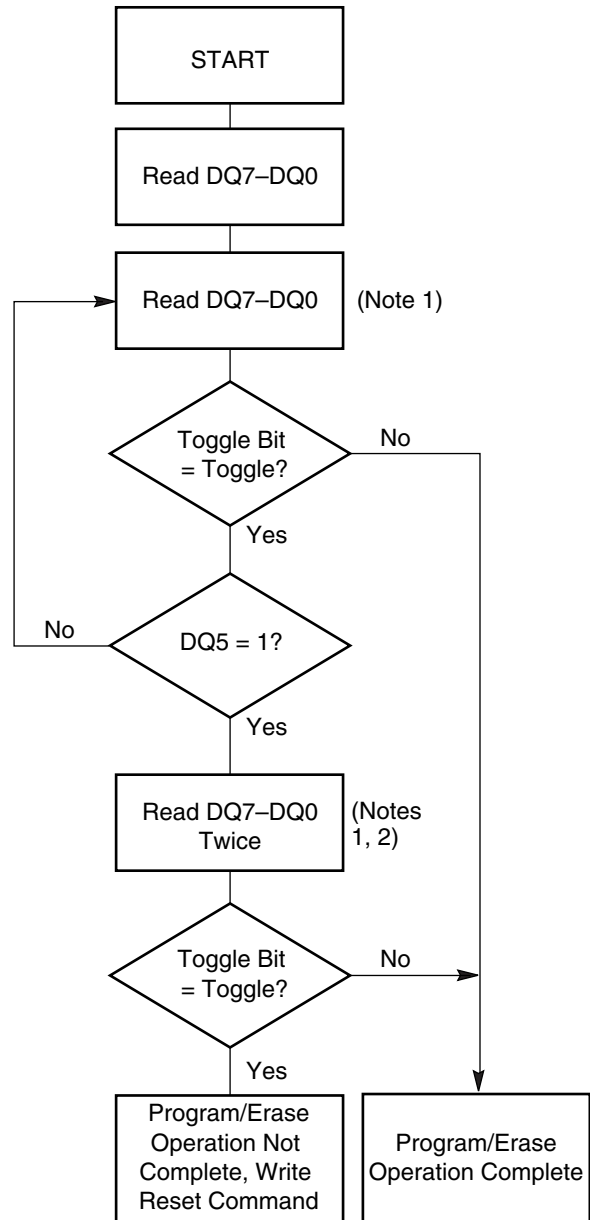 START
Read DQ7–DQ0
Read DQ7–DQ0
(Note 1)
Toggle Bit
= Toggle?
No
Yes
No
DQ5 = 1?
Yes
Read DQ7–DQ0
Twice
(Notes
1, 2)
Toggle Bit
= Toggle?
No
Yes
Program/Erase
Operation Not
Complete, Write
Reset Command
Program/Erase
Operation Complete